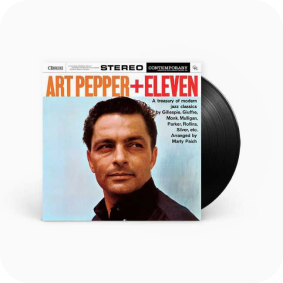 STEREO
CONTEMPORARY
ART PEPPER+ELEVEN
A treasury of modern
jazz classics
by Gillespie, Giuffre,
Monk, Mulligan,
Parker, Rollins,
Silver, etc.
Arranged by
Marty Paich